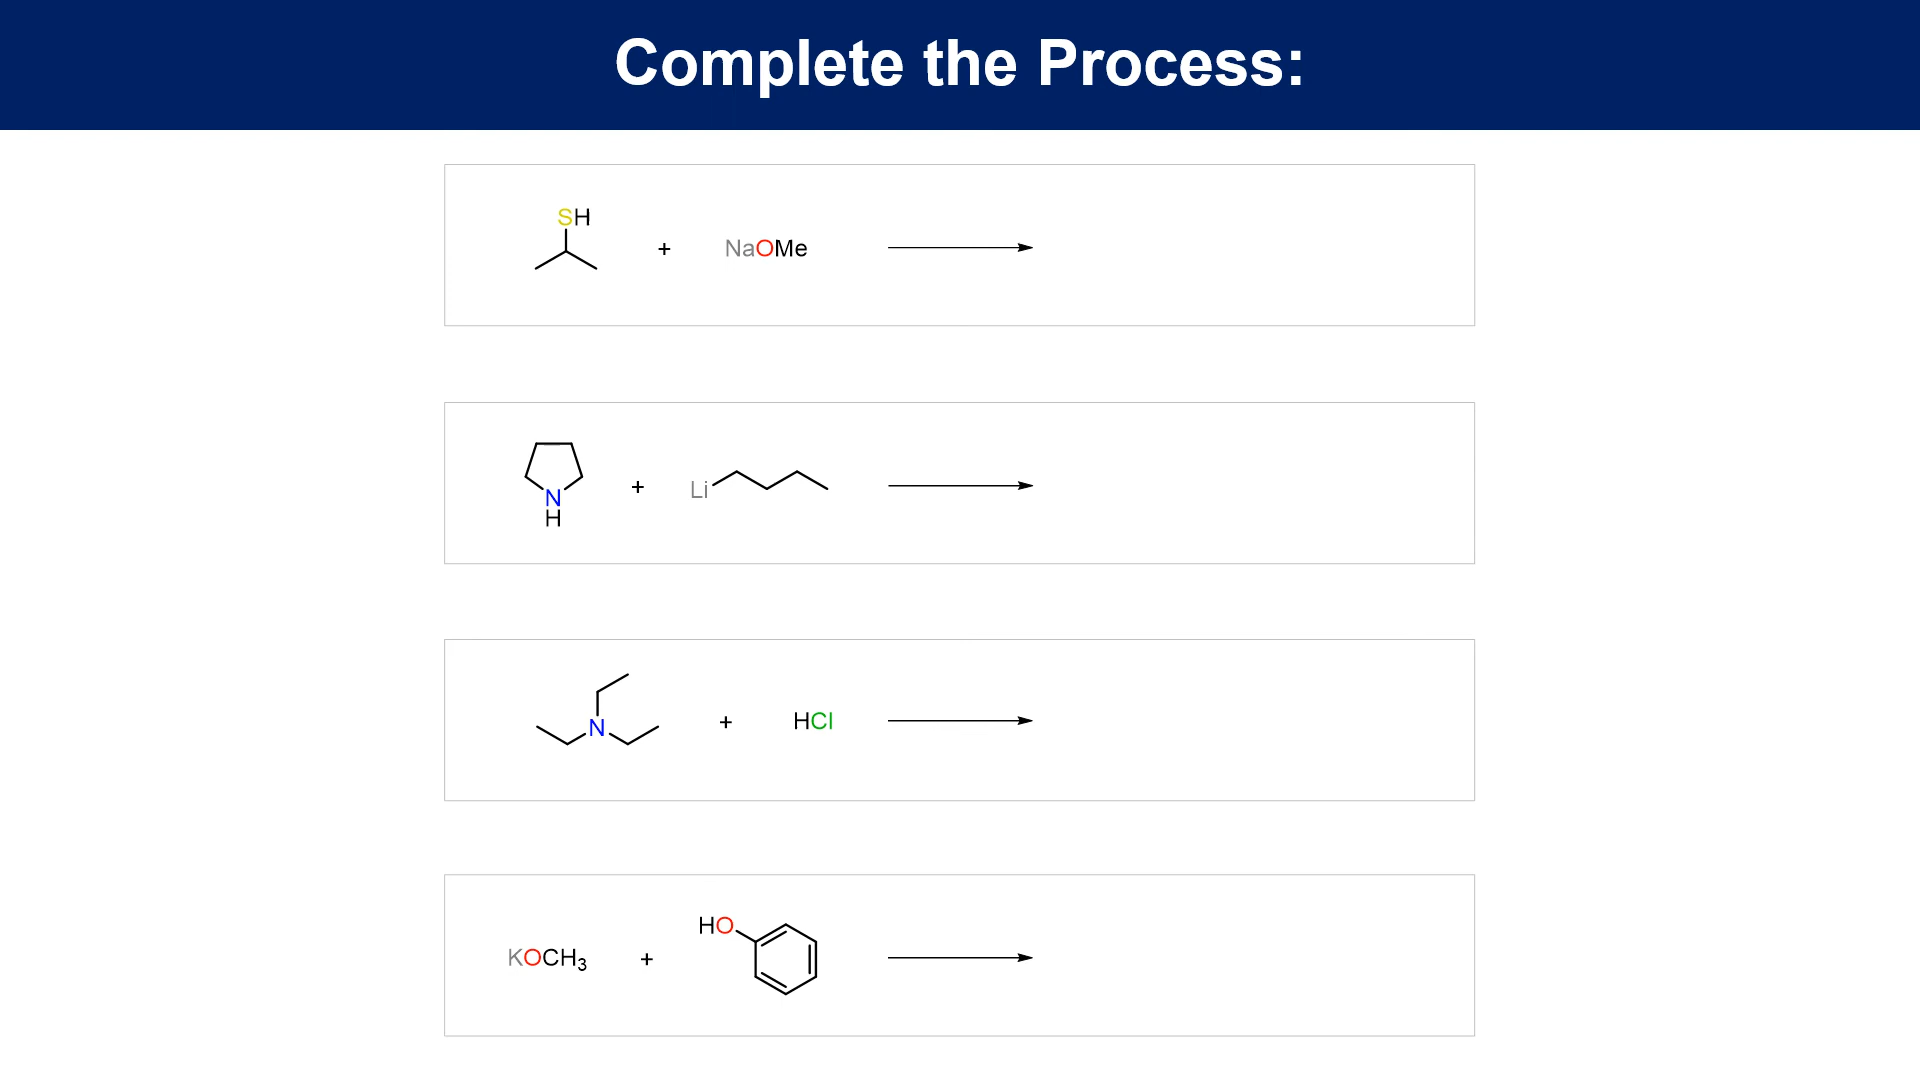 Complete the Process:
SH
+ NaOMe
N
H
+ Li
N + HCl
KOCH3 + HO